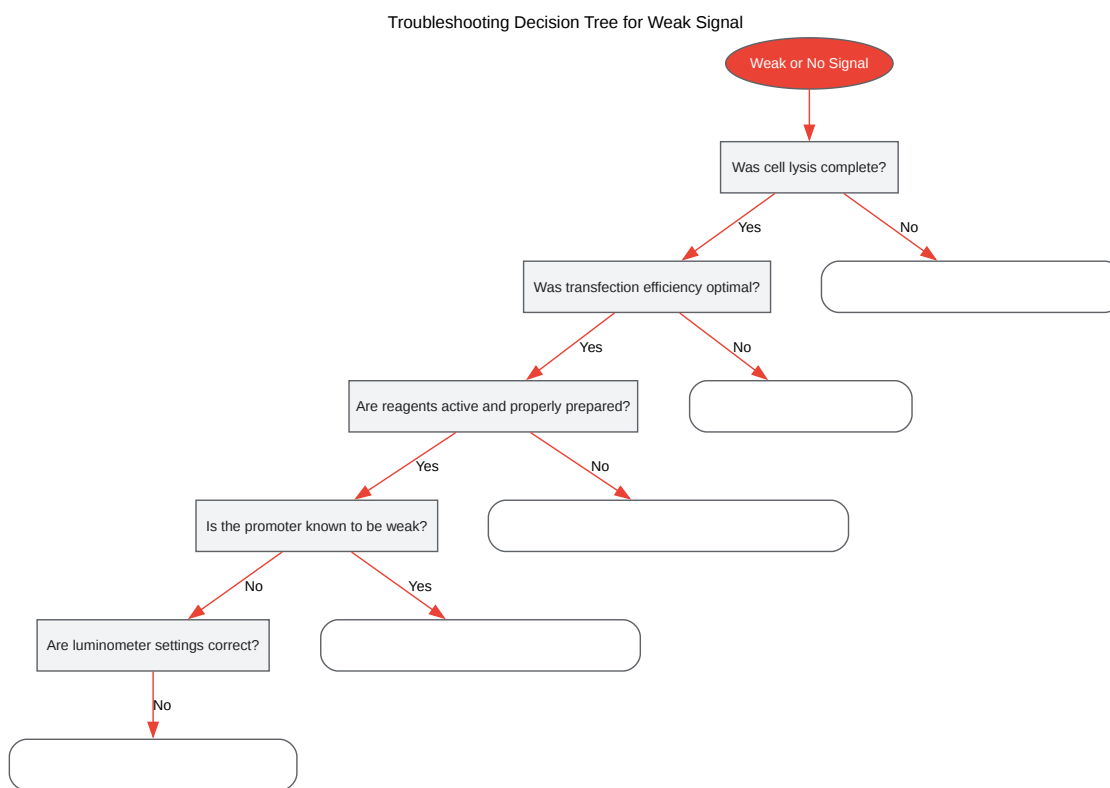 Troubleshooting Decision Tree for Weak Signal
Weak or No Signal
Was cell lysis complete?
Yes
No
Was transfection efficiency optimal?
Yes
No
Are reagents active and properly prepared?
Yes
No
Is the promoter known to be weak?
No
Yes
Are luminometer settings correct?
No